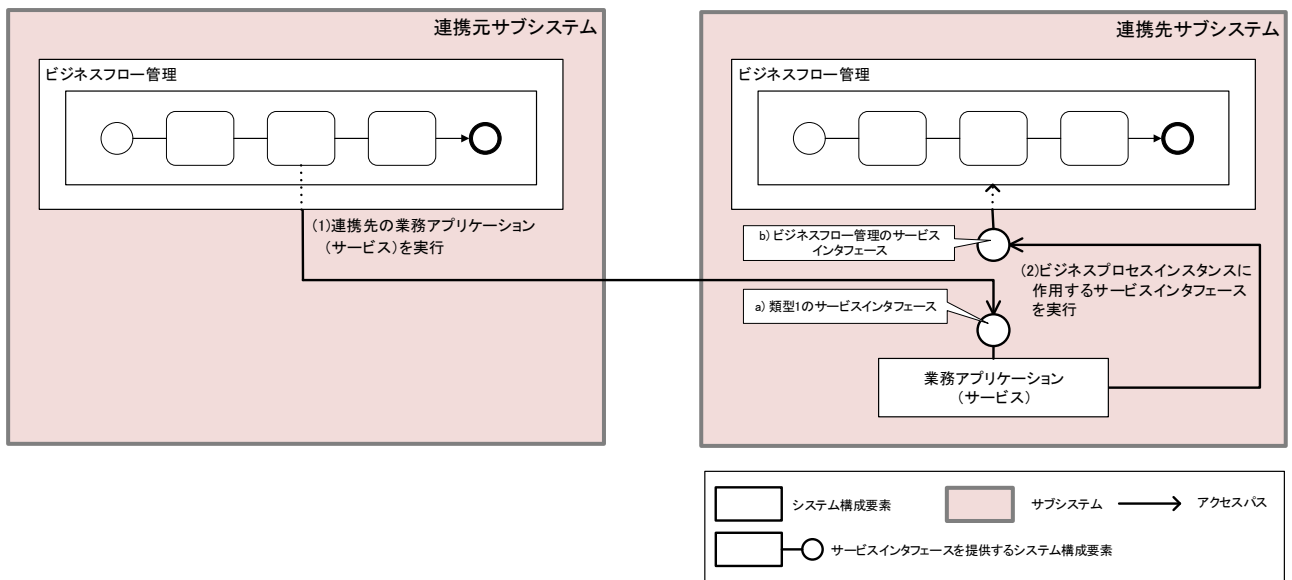 連携元サブシステム
ビジネスフロー管理
(1)連携先の業務アプリケーション
(サービス)を実行
連携先サブシステム
ビジネスフロー管理
b)ビジネスフロー管理のサービス
インタフェース
(2)ビジネスプロセスインスタンスに
作用するサービスインタフェース
を実行
a)類型1のサービスインタフェース
業務アプリケーション
(サービス)
システム構成要素
サブシステム
アクセスパス
サービスインタフェースを提供するシステム構成要素